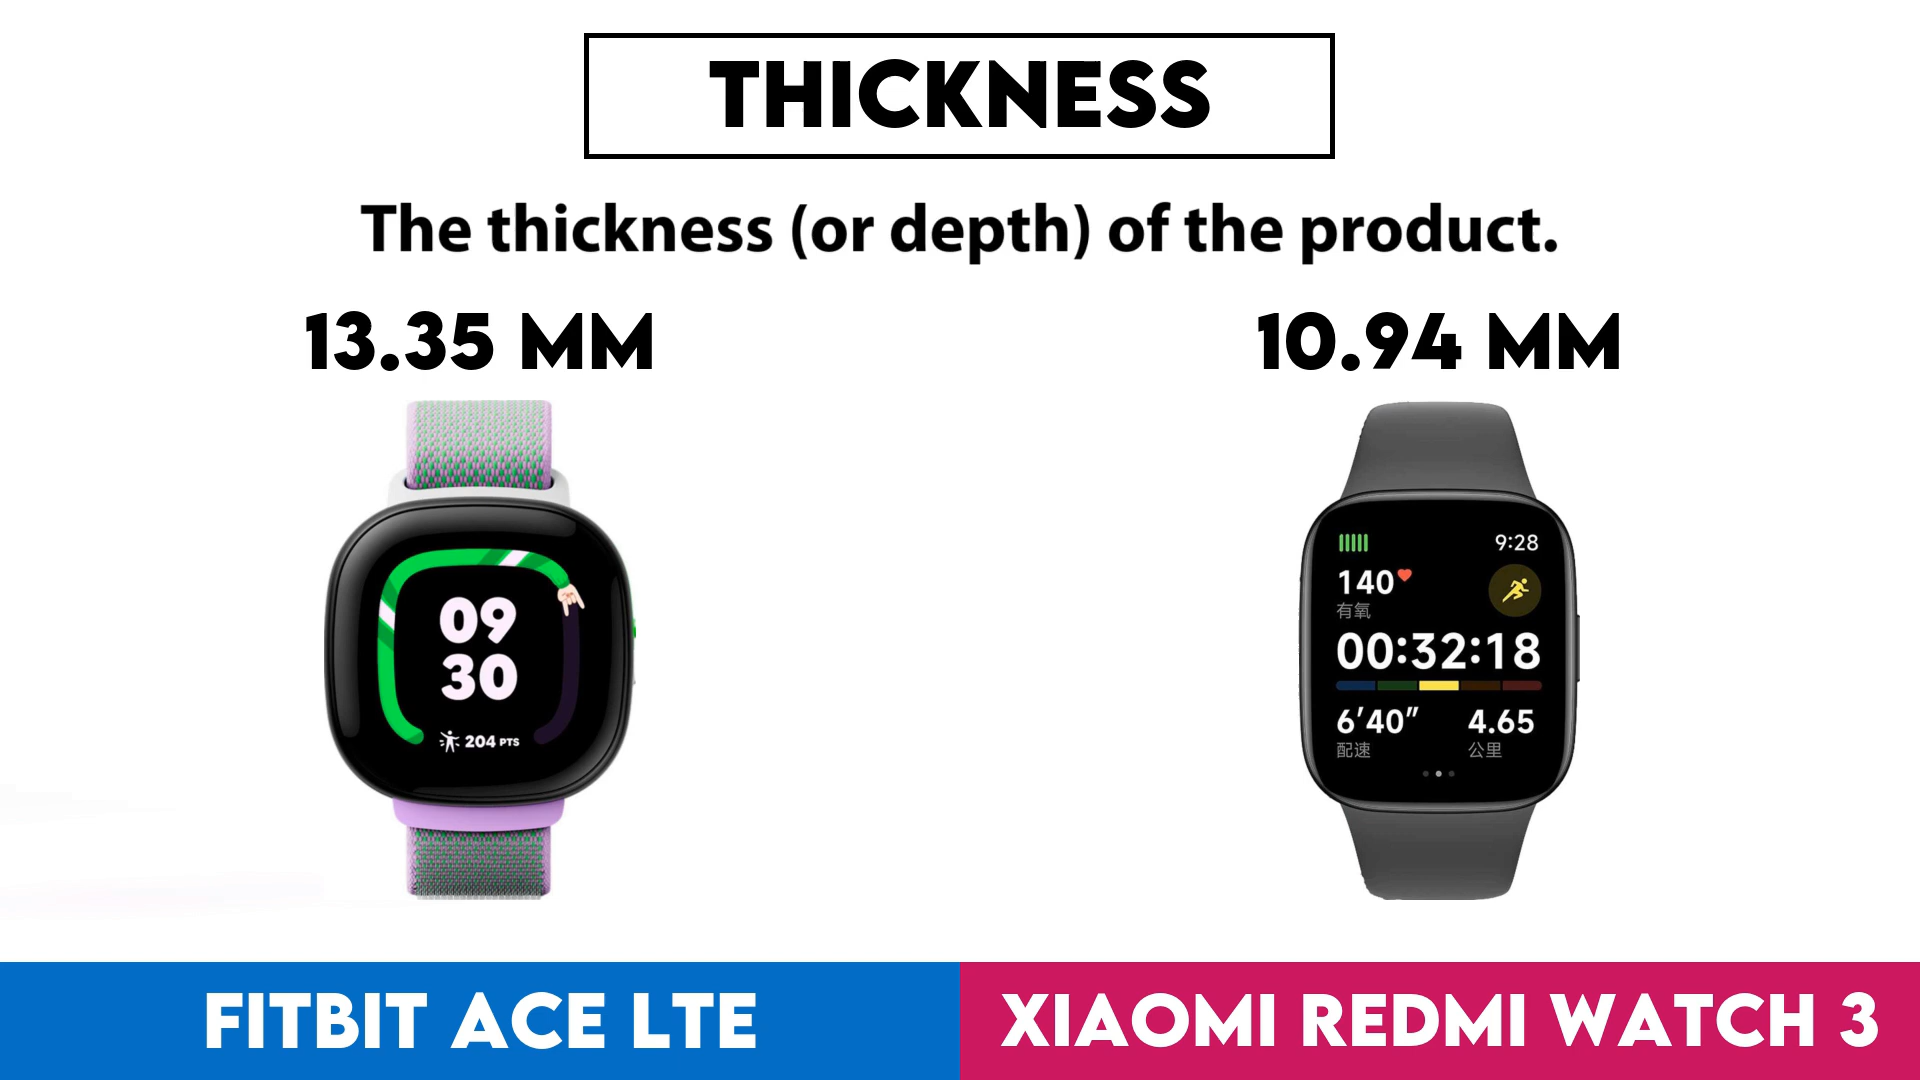 THICKNESS
The thickness (or depth) of the product.
13.35 MM
10.94 MM
09
30
204 PTS
9:28
140
有氧
00:32:18
6'40"
4.65
配速
公里
FITBIT ACE LTE
XIAOMI REDMI WATCH 3